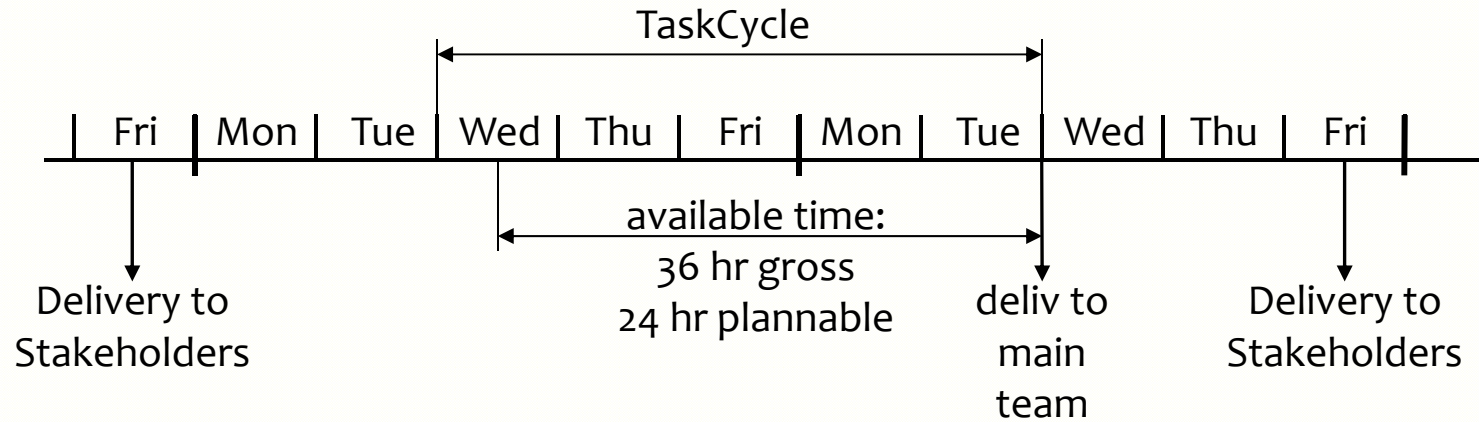 TaskCycle
Fri Mon Tue Wed Thu Fri Mon Tue Wed Thu Fri
available time:
36 hr gross
24 hr plannable
Delivery to
Stakeholders
deliv to
main
team
Delivery to
Stakeholders